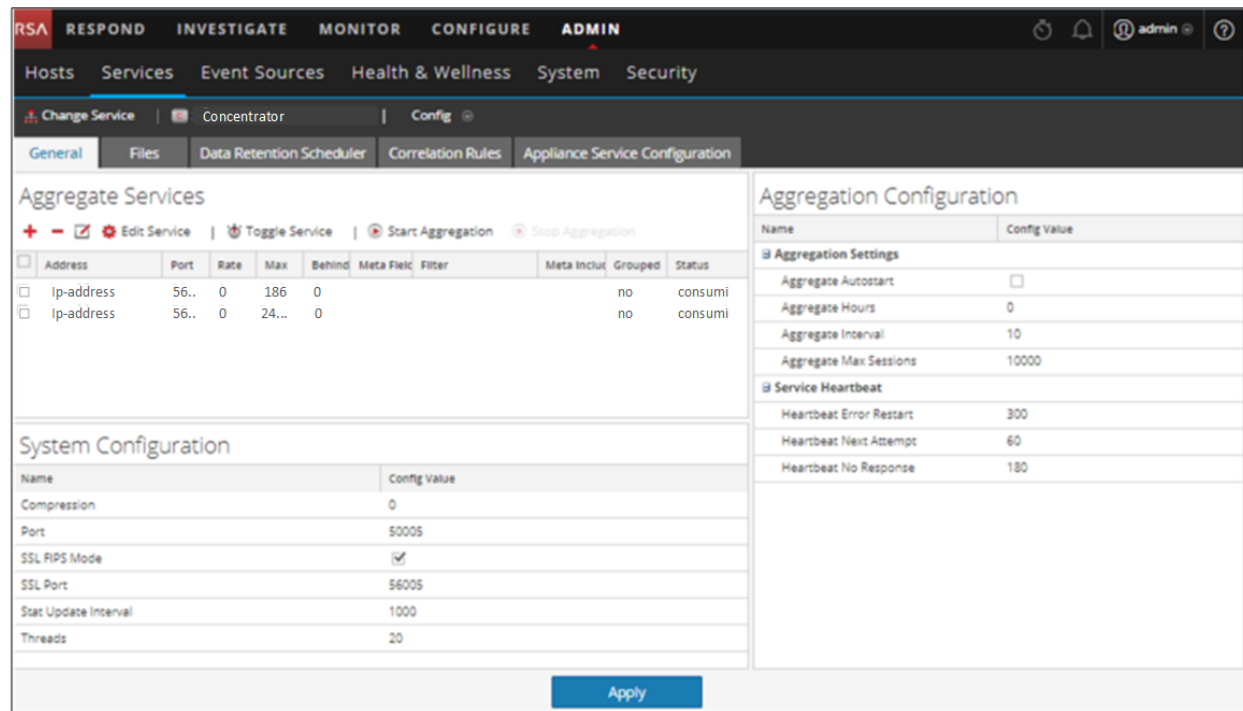 RSA RESPOND INVESTIGATE MONITOR CONFIGURE ADMIN admin
Hosts Services Event Sources Health & Wellness System Security
Change Service | Concentrator | Config
General Files Data Retention Scheduler Correlation Rules Appliance Service Configuration
Aggregate Services
+ - Edit Service | Toggle Service | Start Aggregation Stop Aggregation
Address Port Rate Max Behind Meta Fielc Filter Meta Incluc Grouped Status
Ip-address 56.. 0 186 0 no consumi
Ip-address 56.. 0 24... 0 no consumi
System Configuration
Name Config Value
Compression 0
Port 50005
SSL FIPS Mode
SSL Port 56005
Stat Update Interval 1000
Threads 20
Aggregation Configuration
Name Config Value
Aggregation Settings
Aggregate Autostart
Aggregate Hours 0
Aggregate Interval 10
Aggregate Max Sessions 10000
Service Heartbeat
Heartbeat Error Restart 300
Heartbeat Next Attempt 60
Heartbeat No Response 180
Apply